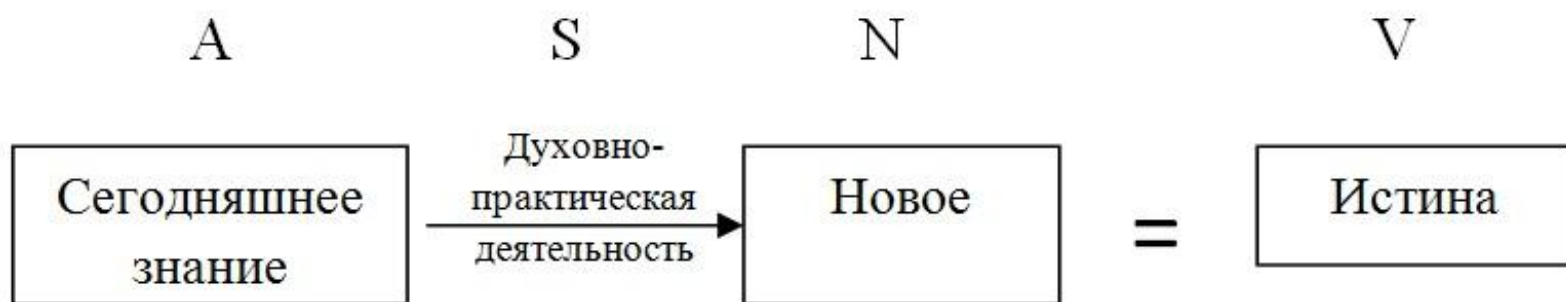 A S N V
Духовно-
практическая
деятельность
Сегодняшнее
знание
Новое
=
Истина